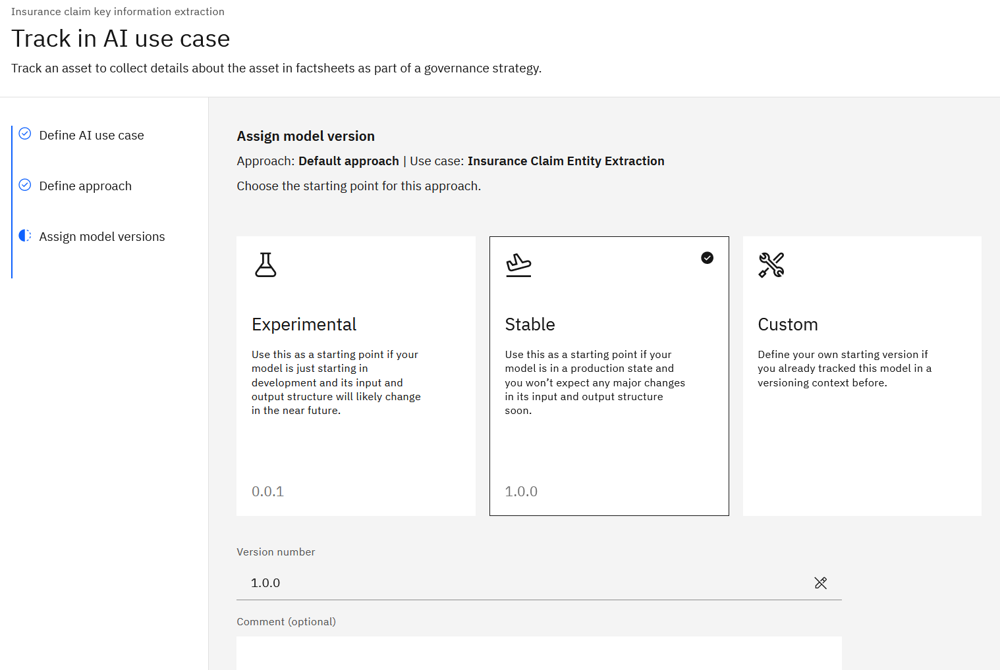 Insurance claim key information extraction
Track in AI use case
Track an asset to collect details about the asset in factsheets as part of a governance strategy.
Define AI use case
Define approach
Assign model versions
Assign model version
Approach: Default approach | Use case: Insurance Claim Entity Extraction
Choose the starting point for this approach.
Experimental
Use this as a starting point if your
model is just starting in
development and its input and
output structure will likely change
in the near future.
0.0.1
Stable
Use this as a starting point if your
model is in a production state and
you won’t expect any major changes
in its input and output structure
soon.
1.0.0
Custom
Define your own starting version if
you already tracked this model in a
versioning context before.
Version number
1.0.0
Comment (optional)